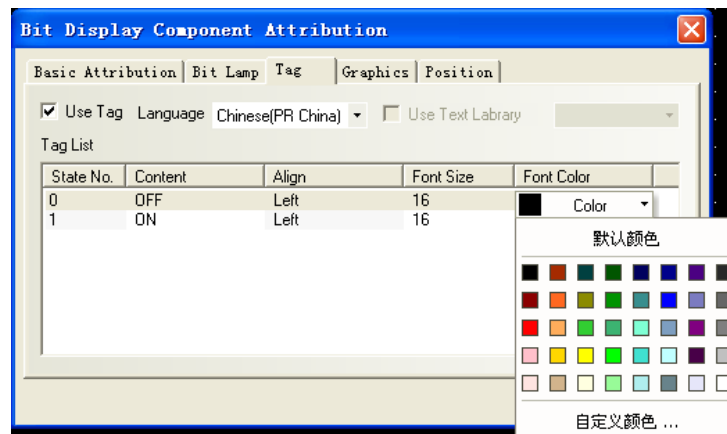 Bit Display Component Attribution
Basic Attribution Bit Lamp Tag Graphics Position
Use Tag Language Chinese(PR China) Use Text Labrary
Tag List
State No. Content Align Font Size Font Color
0 OFF Left 16 Color
1 ON Left 16
默认颜色
自定义颜色 ...